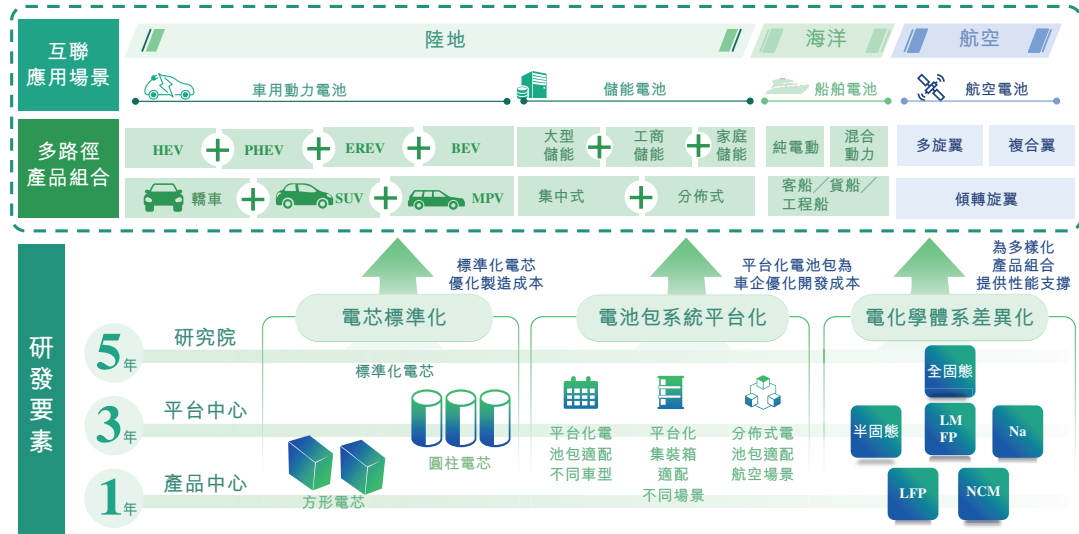 互聯
應用場景
陸地
海洋
航空
車用動力電池
儲能電池
船舶電池
航空電池
多路徑
產品組合
HEV
PHEV
EREV
BEV
大型
儲能
工商
儲能
家庭
儲能
純電動
混合
動力
多旋翼
複合翼
轎車
SUV
MPV
集中式
分佈式
客船／貨船／
工程船
傾轉旋翼
研發要素
標準化電芯
優化製造成本
平台化電池包為
車企優化開發成本
為多樣化
產品組合
提供性能支撐
電芯標準化
電池包系統平台化
電化學體系差異化
5年
研究院
3年
平台中心
1年
產品中心
標準化電芯
圓柱電芯
方形電芯
平台化電
池包適配
不同車型
平台化
集裝箱
適配
不同場景
分佈式電
池包適配
航空場景
全固態
半固態
LM
FP
Na
LFP
NCM